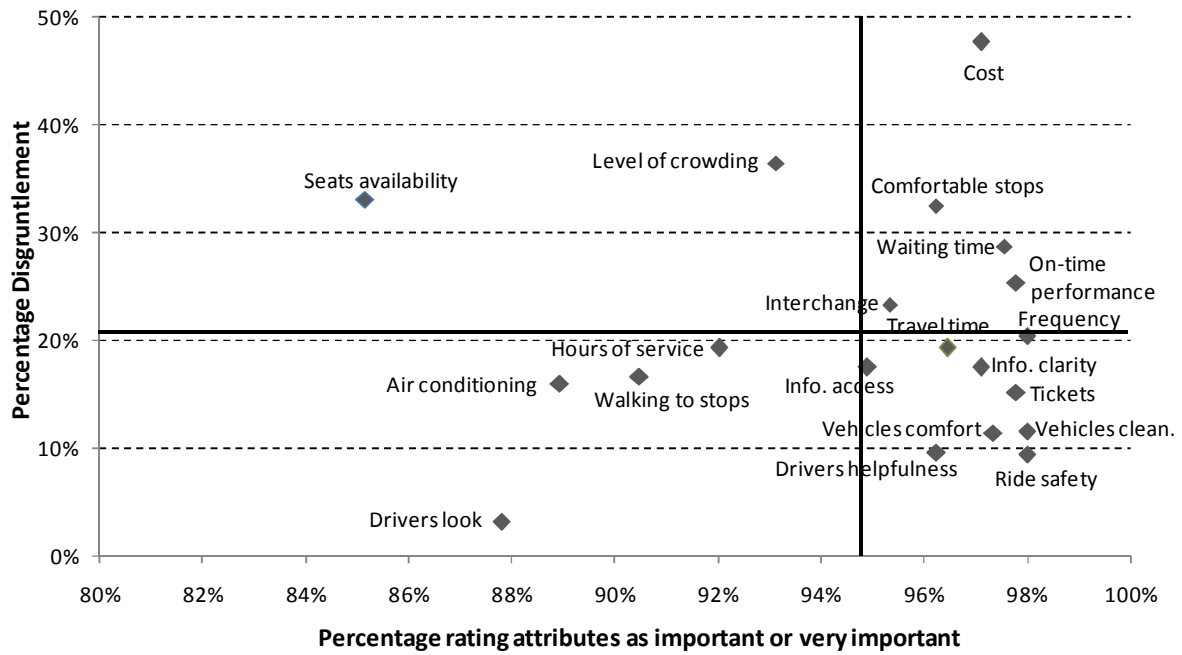 50%
Cost
40%
Level of crowding
Seats availability
Comfortable stops
30%
Waiting time
On-time
performance
Interchange
Frequency
Travel time
20%
Hours of service
Info. clarity
Air conditioning
Info. access
Walking to stops
Tickets
Vehicles comfort
Vehicles clean.
10%
Drivers helpfulness
Ride safety
Drivers look
0%
80%
82%
84%
86%
88%
90%
92%
94%
96%
98%
100%
Percentage Disgruntlement
Percentage rating attributes as important or very important